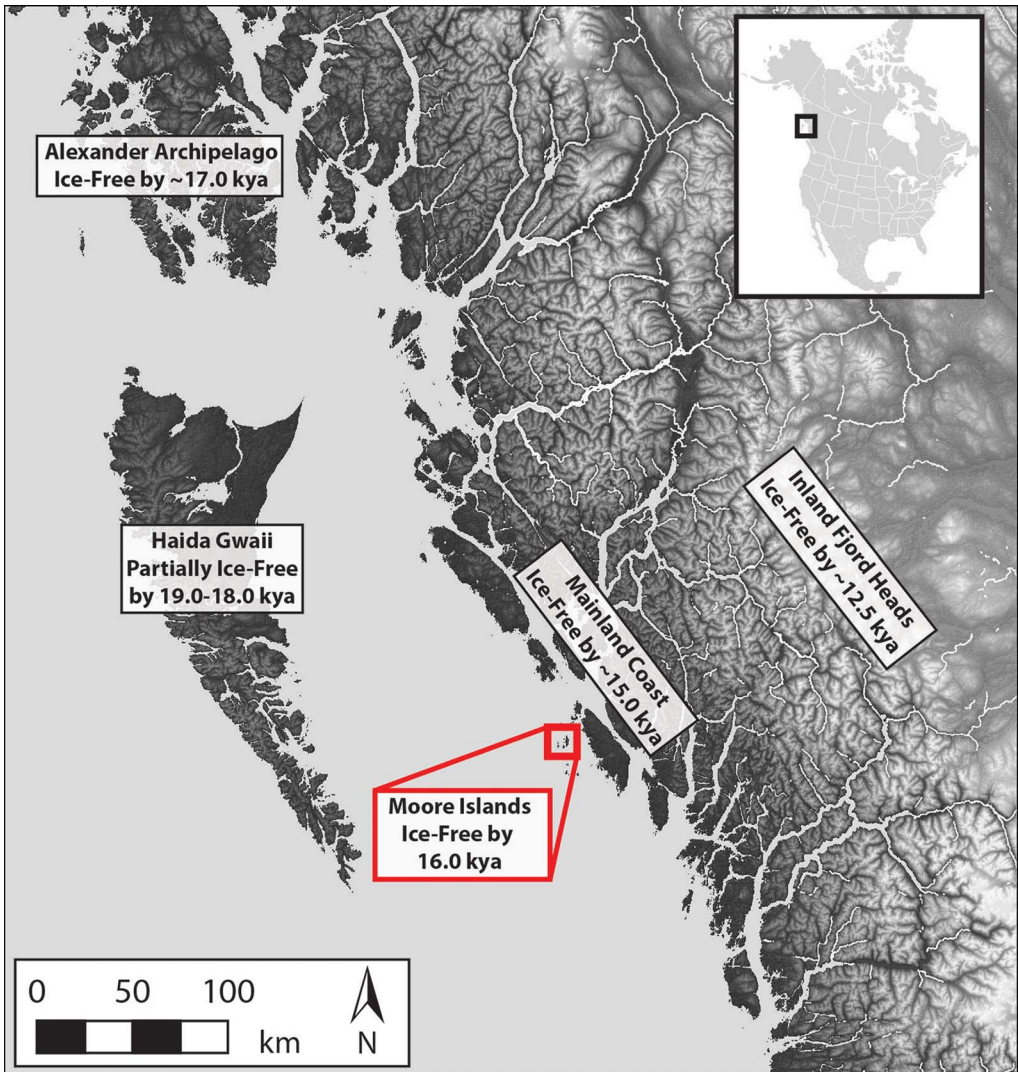 Alexander Archipelago
Ice-Free by ~17.0 kya
Haida Gwaii
Partially Ice-Free
by 19.0-18.0 kya
Inland Fjord Heads
Ice-Free by ~12.5 kya
Mainland Coast
Ice-Free by ~15.0 kya
Moore Islands
Ice-Free by
16.0 kya
0 50 100
km
N